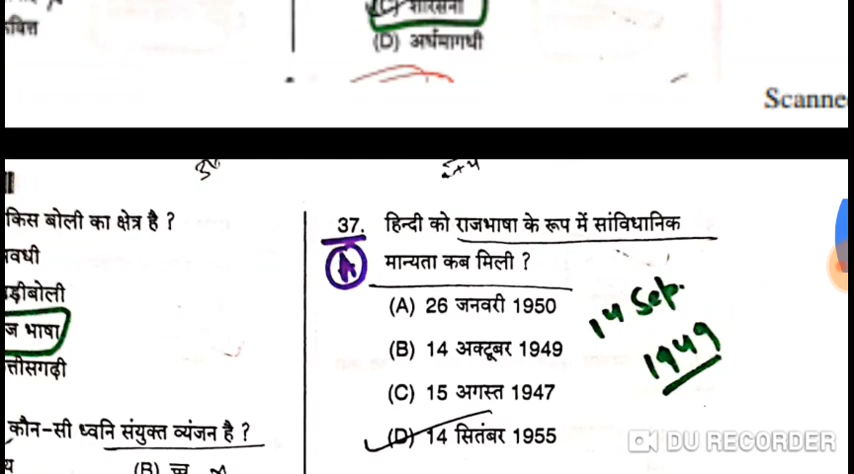 (C) शौरसेनी
(D) अर्धमागधी
Scanne
किस बोली का क्षेत्र है ?
वधी
ड़ीबोली
ज भाषा
त्तीसगढ़ी
कौन-सी ध्वनि संयुक्त व्यंजन है ?
(B) च्च
37. हिन्दी को राजभाषा के रूप में सांविधानिक
(A) मान्यता कब मिली ?
(A) 26 जनवरी 1950
(B) 14 अक्टूबर 1949
(C) 15 अगस्त 1947
(D) 14 सितंबर 1955
14 Sep.
1949
DU RECORDER